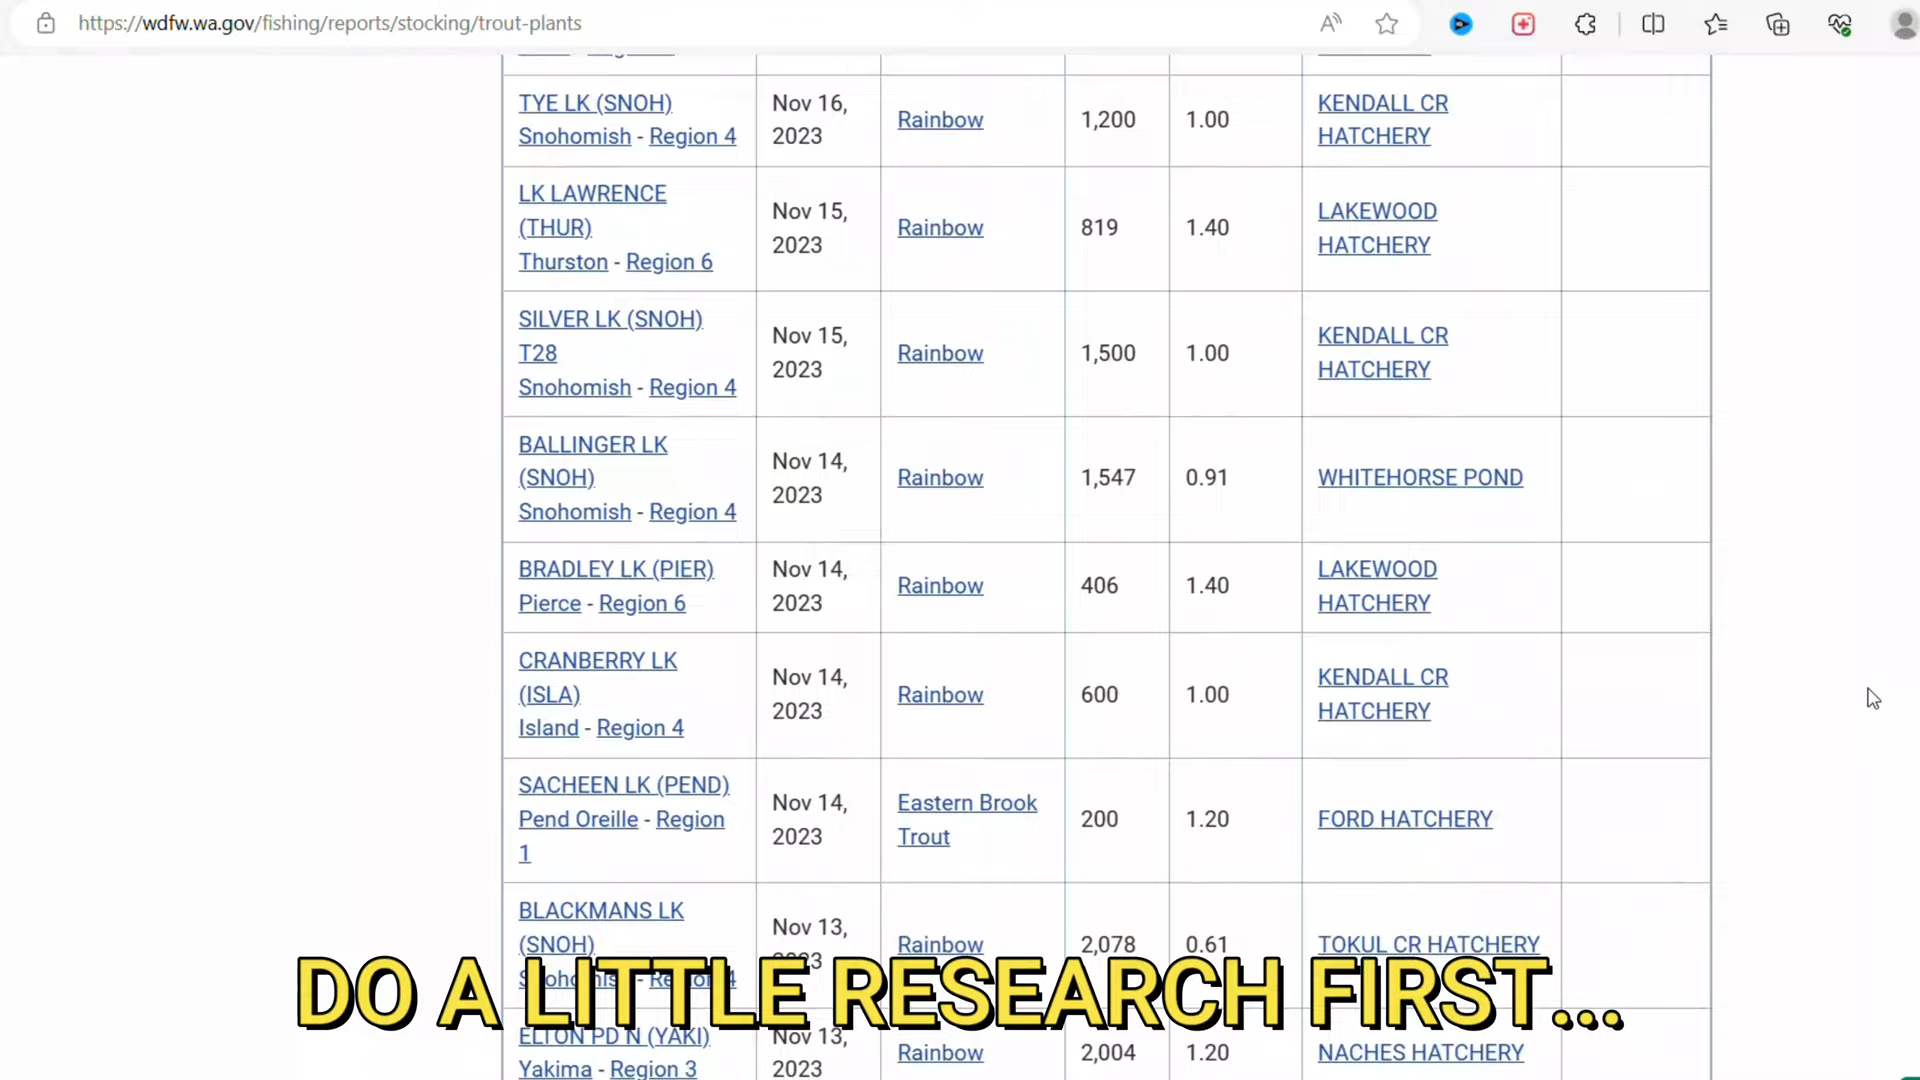 https://wdfw.wa.gov/fishing/reports/stocking/trout-plants
TYE LK (SNOH)
Snohomish - Region 4
Nov 16,
2023
Rainbow
1,200
1.00
KENDALL CR
HATCHERY
LK LAWRENCE
(THUR)
Thurston - Region 6
Nov 15,
2023
Rainbow
819
1.40
LAKEWOOD
HATCHERY
SILVER LK (SNOH)
T28
Snohomish - Region 4
Nov 15,
2023
Rainbow
1,500
1.00
KENDALL CR
HATCHERY
BALLINGER LK
(SNOH)
Snohomish - Region 4
Nov 14,
2023
Rainbow
1,547
0.91
WHITEHORSE POND
BRADLEY LK (PIER)
Pierce - Region 6
Nov 14,
2023
Rainbow
406
1.40
LAKEWOOD
HATCHERY
CRANBERRY LK
(ISLA)
Island - Region 4
Nov 14,
2023
Rainbow
600
1.00
KENDALL CR
HATCHERY
SACHEEN LK (PEND)
Pend Oreille - Region
1
Nov 14,
2023
Eastern Brook
Trout
200
1.20
FORD HATCHERY
BLACKMANS LK
(SNOH)
Snohomish - Region 4
Nov 13,
2023
Rainbow
2,078
0.61
TOKUL CR HATCHERY
DO A LITTLE RESEARCH FIRST...
ELTON PD N (YAKI)
Yakima - Region 3
Nov 13,
2023
Rainbow
2,004
1.20
NACHES HATCHERY